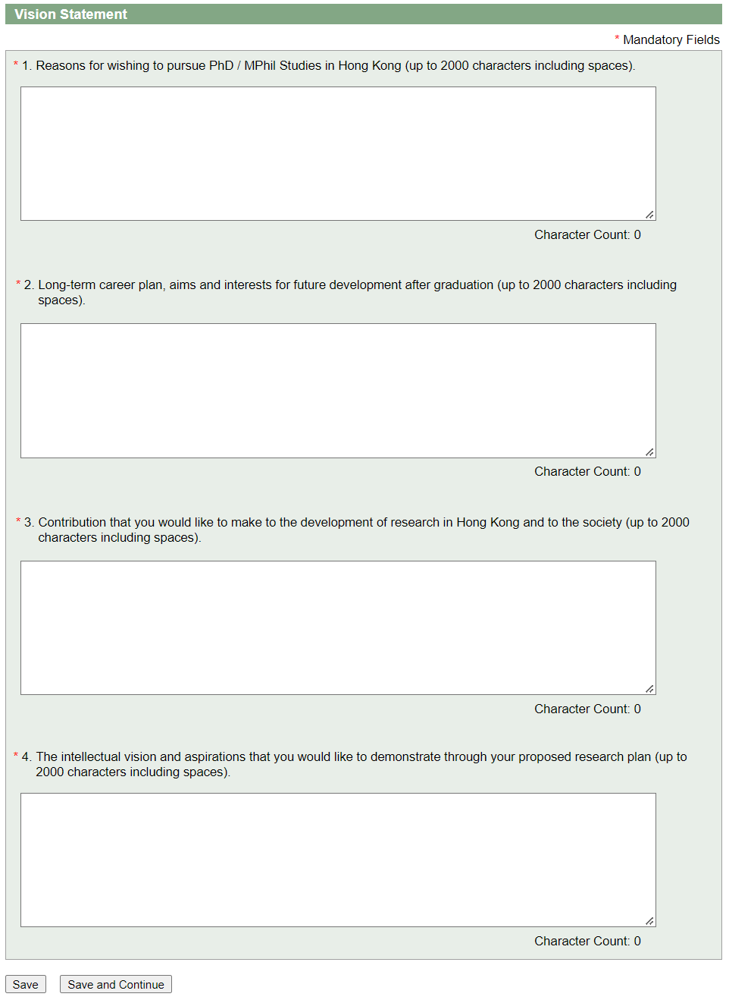 Vision Statement
* Mandatory Fields
* 1. Reasons for wishing to pursue PhD / MPhil Studies in Hong Kong (up to 2000 characters including spaces).
Character Count: 0
* 2. Long-term career plan, aims and interests for future development after graduation (up to 2000 characters including
spaces).
Character Count: 0
* 3. Contribution that you would like to make to the development of research in Hong Kong and to the society (up to 2000
characters including spaces).
Character Count: 0
* 4. The intellectual vision and aspirations that you would like to demonstrate through your proposed research plan (up to
2000 characters including spaces).
Character Count: 0
Save Save and Continue